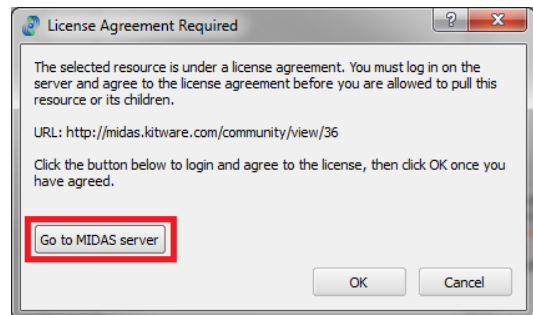 License Agreement Required
The selected resource is under a license agreement. You must log in on the
server and agree to the license agreement before you are allowed to pull this
resource or its children.
URL: http://midas.kitware.com/community/view/36
Click the button below to login and agree to the license, then click OK once you
have agreed.
Go to MIDAS server
OK Cancel